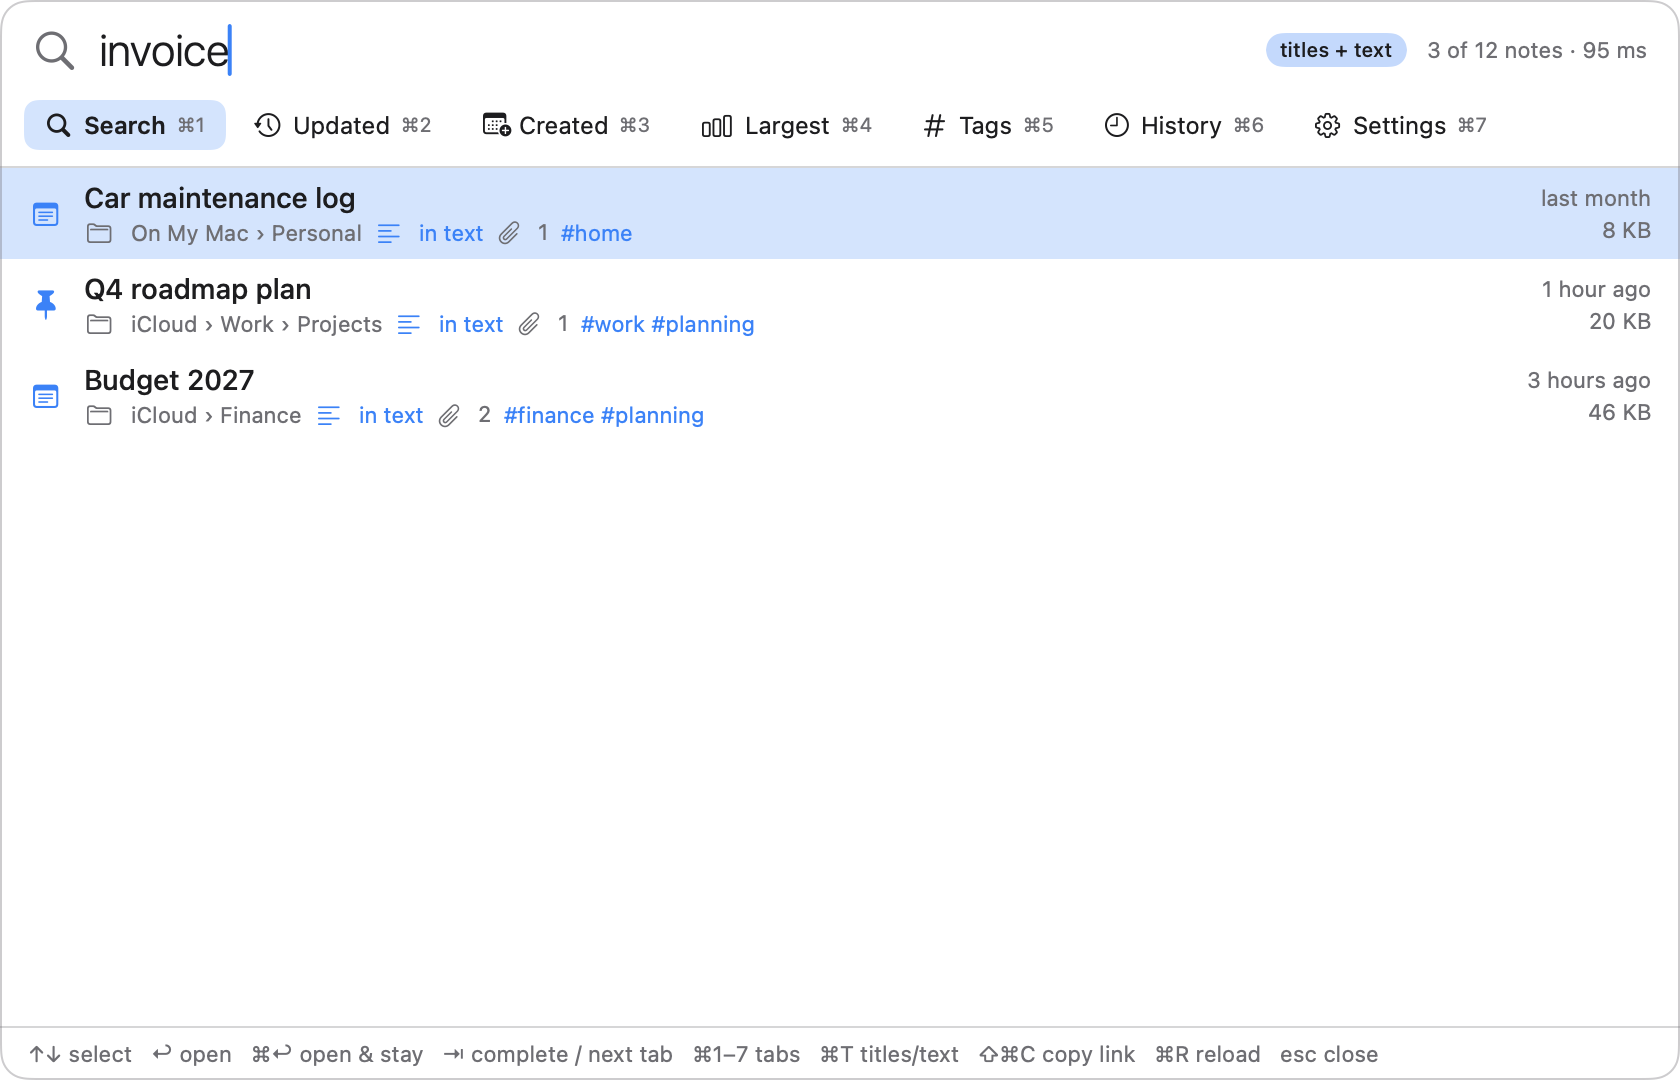 invoice
titles + text 3 of 12 notes · 95 ms
Search ⌘1 Updated ⌘2 Created ⌘3 Largest ⌘4 # Tags ⌘5 History ⌘6 Settings ⌘7
Car maintenance log last month
On My Mac › Personal in text 1 #home 8 KB
Q4 roadmap plan 1 hour ago
iCloud › Work › Projects in text 1 #work #planning 20 KB
Budget 2027 3 hours ago
iCloud › Finance in text 2 #finance #planning 46 KB
↑↓ select ↩ open ⌘↩ open & stay ⇥ complete / next tab ⌘1–7 tabs ⌘T titles/text ⇧⌘C copy link ⌘R reload esc close